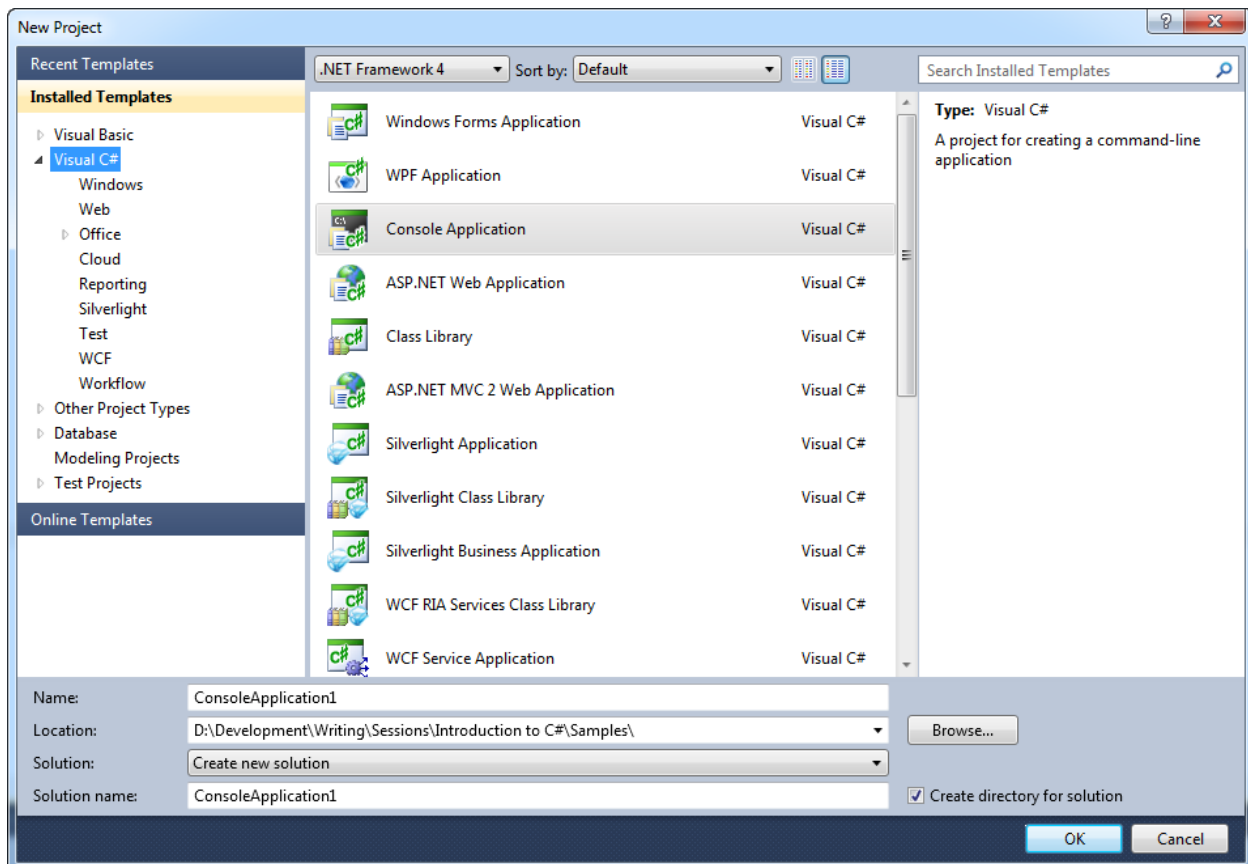 New Project
Recent Templates
Installed Templates
Visual Basic
Visual C#
Windows
Web
Office
Cloud
Reporting
Silverlight
Test
WCF
Workflow
Other Project Types
Database
Modeling Projects
Test Projects
Online Templates
.NET Framework 4 Sort by: Default
Windows Forms Application Visual C#
WPF Application Visual C#
Console Application Visual C#
ASP.NET Web Application Visual C#
Class Library Visual C#
ASP.NET MVC 2 Web Application Visual C#
Silverlight Application Visual C#
Silverlight Class Library Visual C#
Silverlight Business Application Visual C#
WCF RIA Services Class Library Visual C#
WCF Service Application Visual C#
Search Installed Templates
Type: Visual C#
A project for creating a command-line
application
Name: ConsoleApplication1
Location: D:\Development\Writing\Sessions\Introduction to C#\Samples\ Browse...
Solution: Create new solution
Solution name: ConsoleApplication1 Create directory for solution
OK Cancel